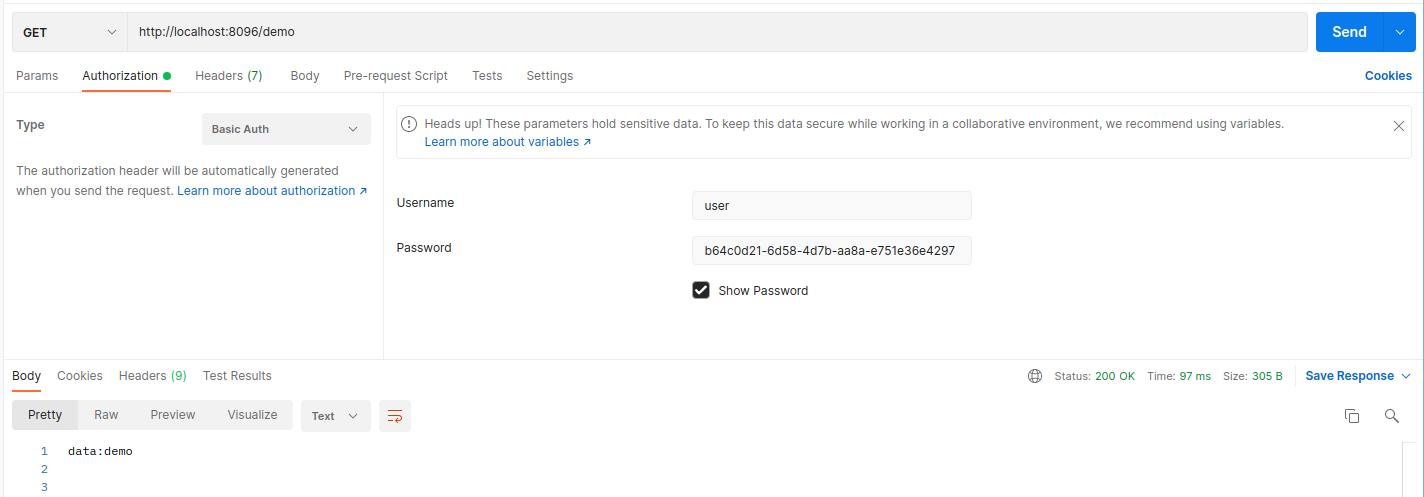 GET http://localhost:8096/demo Send
Params Authorization Headers (7) Body Pre-request Script Tests Settings Cookies
Type Basic Auth
The authorization header will be automatically generated
when you send the request. Learn more about authorization ↗
Heads up! These parameters hold sensitive data. To keep this data secure while working in a collaborative environment, we recommend using variables.
Learn more about variables ↗
Username user
Password b64c0d21-6d58-4d7b-aa8a-e751e36e4297
Show Password
Body Cookies Headers (9) Test Results Status: 200 OK Time: 97 ms Size: 305 B Save Response
Pretty Raw Preview Visualize Text
1 data:demo
2
3